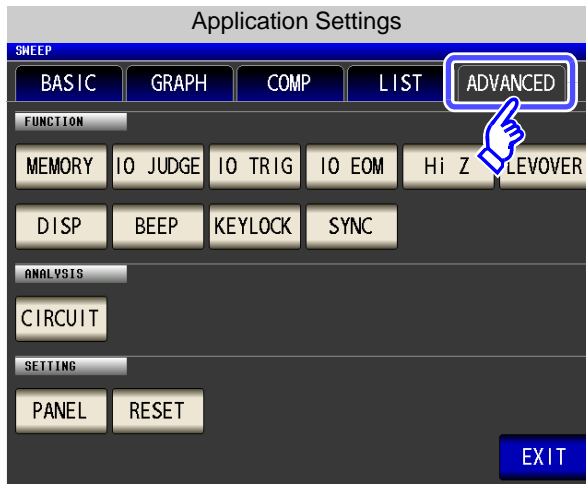 Application Settings
SWEEP
BASIC GRAPH COMP LIST ADVANCED
FUNCTION
MEMORY IO JUDGE IO TRIG IO EOM Hi Z LEVOVER
DISP BEEP KEYLOCK SYNC
ANALYSIS
CIRCUIT
SETTING
PANEL RESET
EXIT